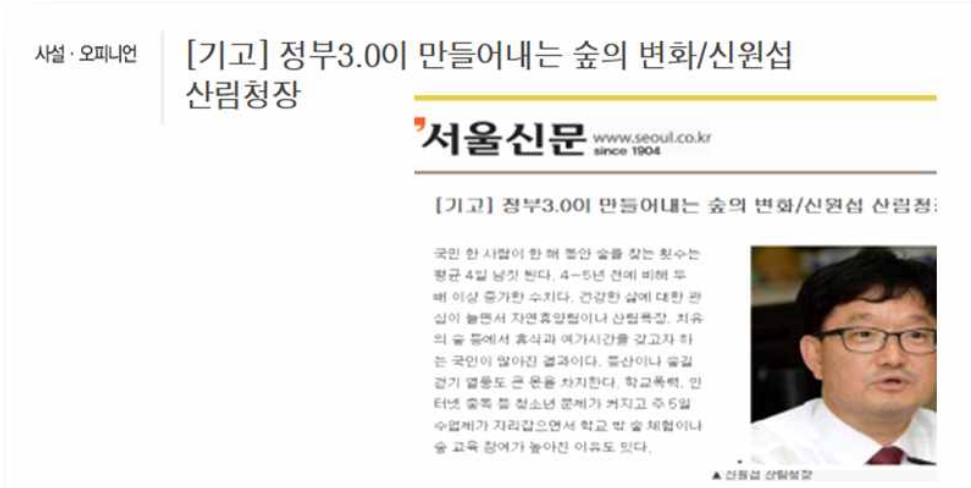 사설 · 오피니언
[기고] 정부3.0이 만들어내는 숲의 변화/신원섭
산림청장
서울신문 www.seoul.co.kr
since 1904
[기고] 정부3.0이 만들어내는 숲의 변화/신원섭 산림청
국민 한 사람이 한 해 동안 숲을 찾는 횟수는
평균 4일 남짓 된다. 4~5년 전에 비해 두
배 이상 증가한 수치다. 건강한 삶에 대한 관
심이 늘면서 자연휴양림이나 산림욕장, 치유
의 숲 등에서 휴식과 여가시간을 갖고자 하
는 국민이 많아진 결과이다. 등산이나 숲길
걷기 열풍도 큰 몫을 차지한다. 학교폭력, 인
터넷 중독 등 청소년 문제가 커지고 주 5일
수업제가 자리잡으면서 학교 밖 숲 체험이나
숲 교육 참여가 높아진 이유도 있다.
▲ 신원섭 산림청장